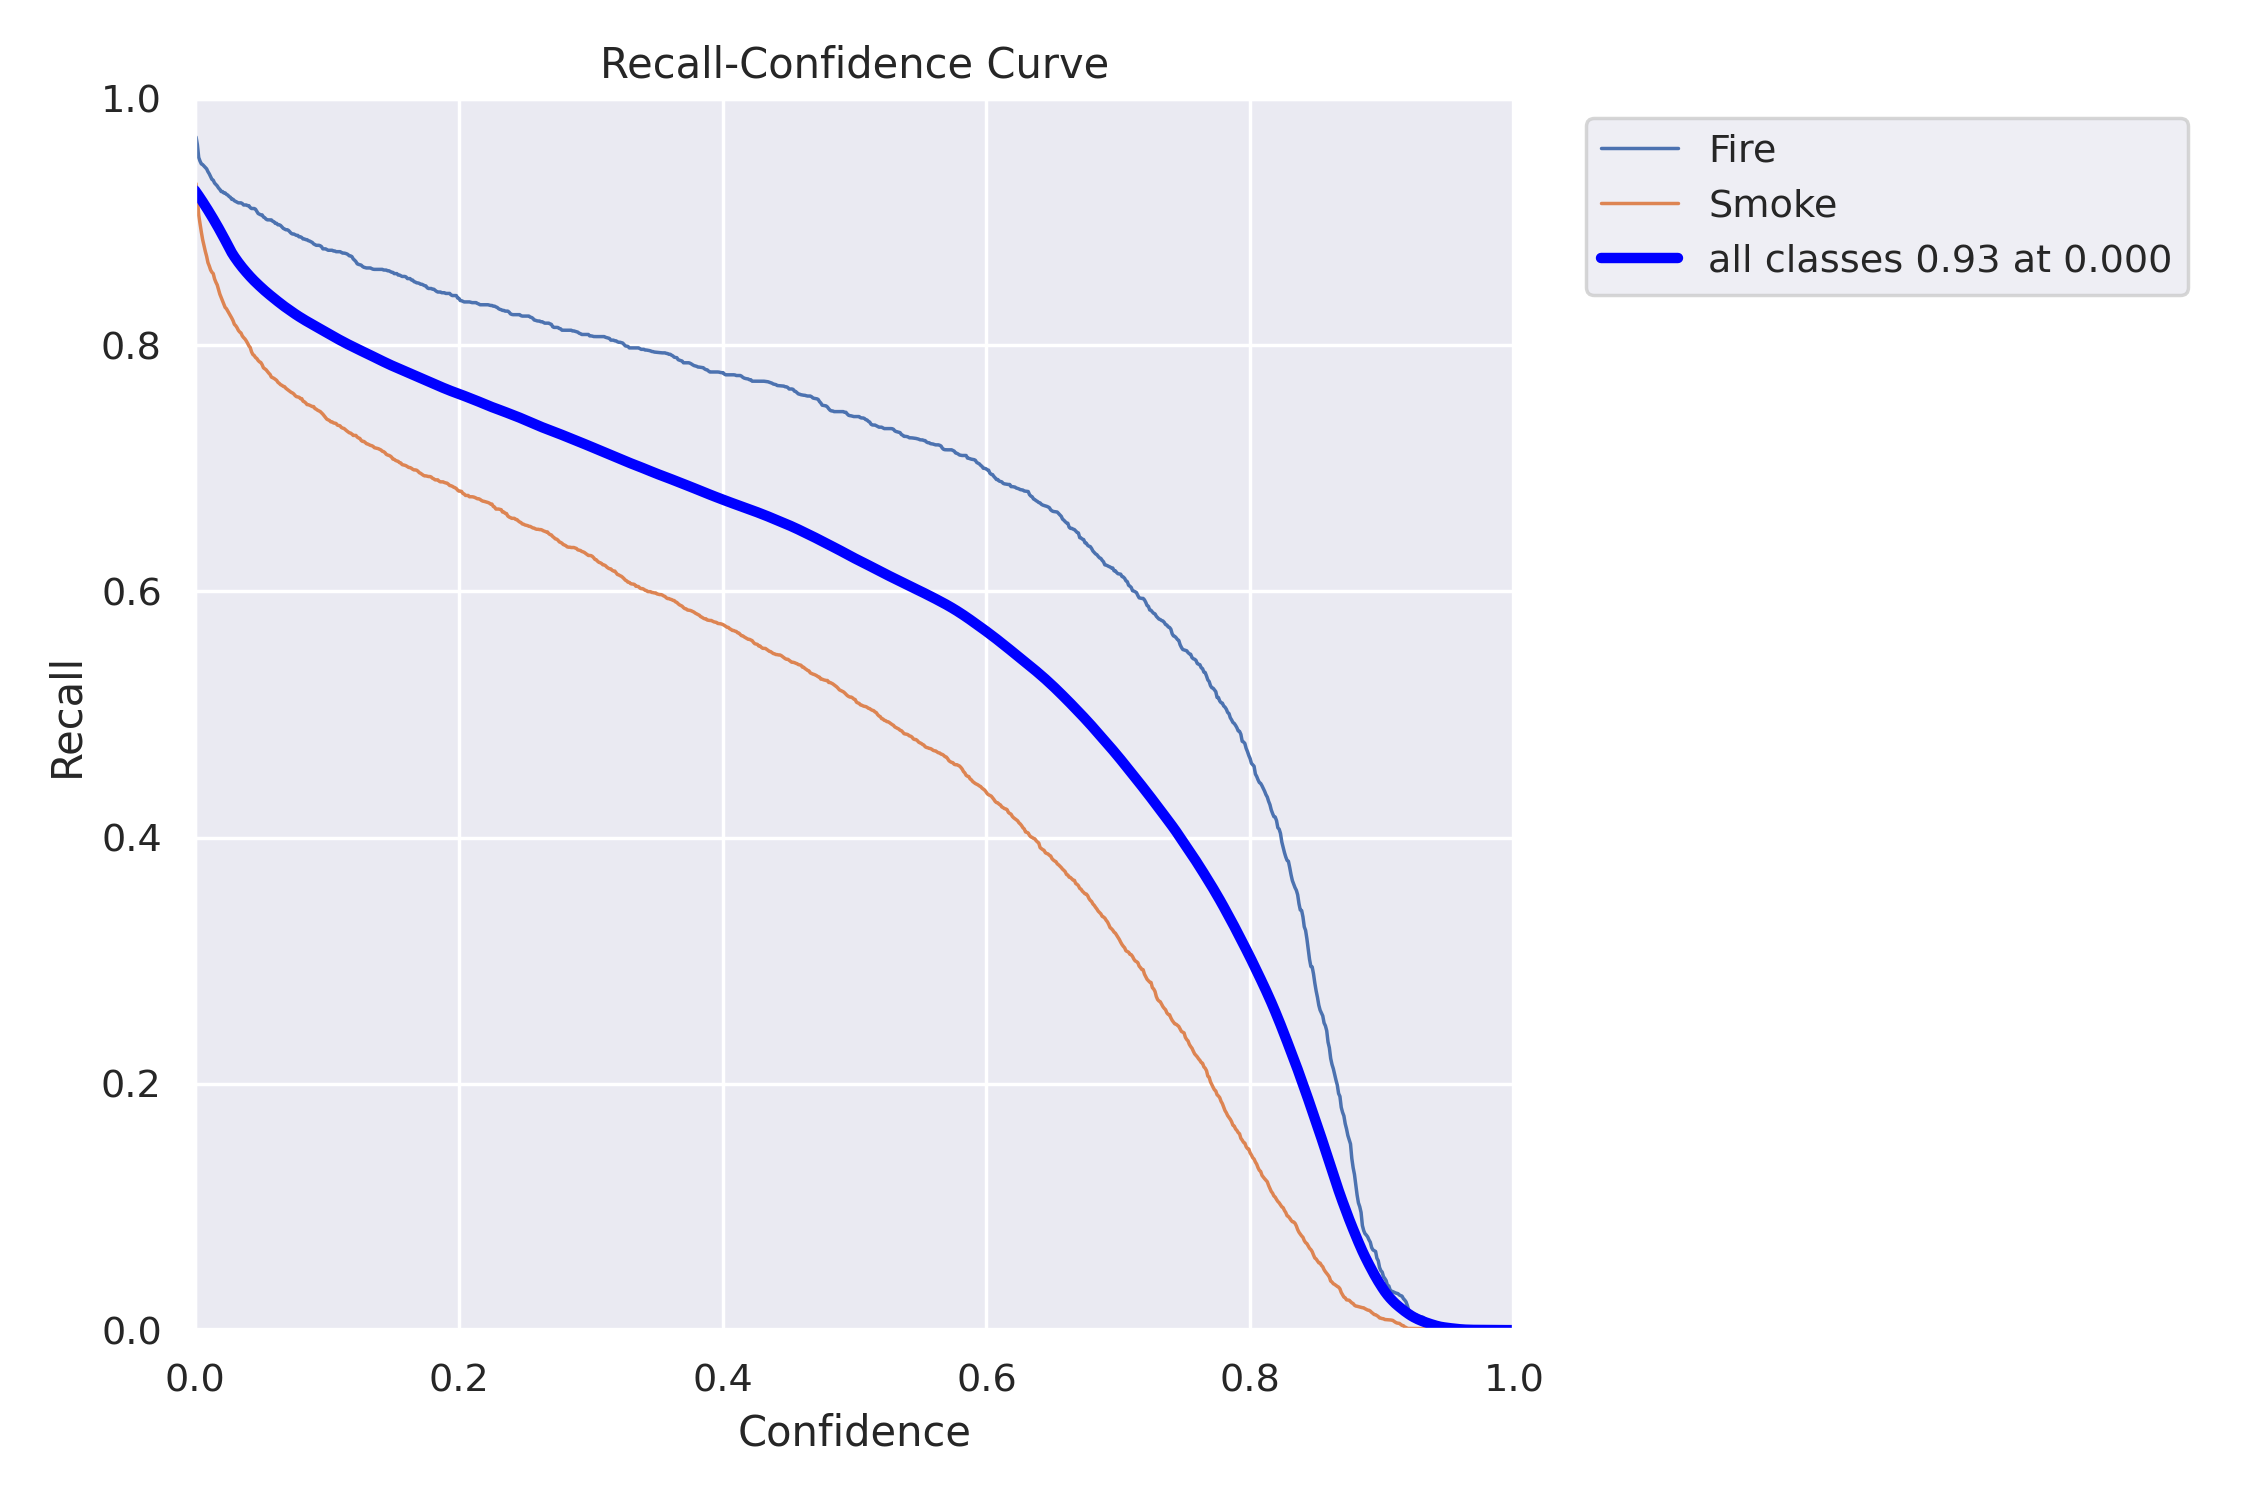 Recall-Confidence Curve
1.0
0.8
0.6
0.4
0.2
0.0
Recall
0.0 0.2 0.4 0.6 0.8 1.0
Confidence
Fire
Smoke
all classes 0.93 at 0.000